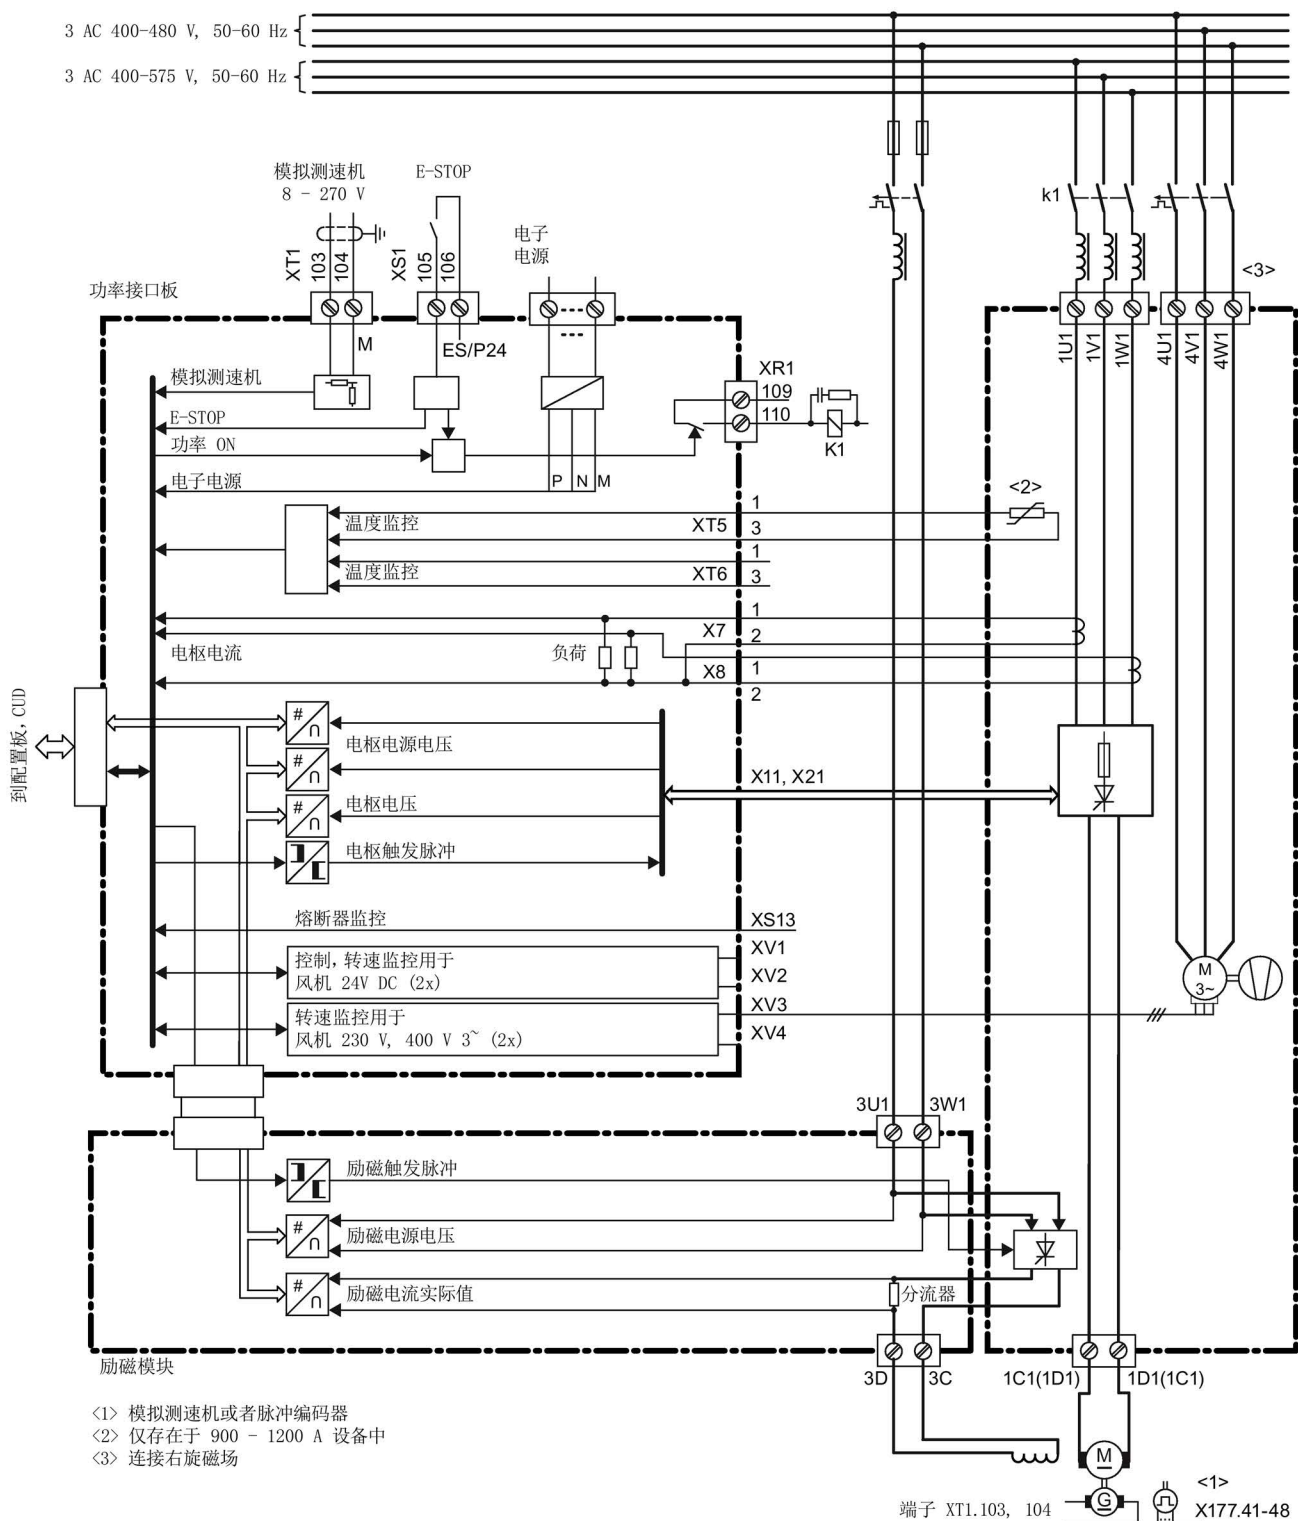 3 AC 400-480 V, 50-60 Hz
3 AC 400-575 V, 50-60 Hz
模拟测速机
8 - 270 V
E-STOP
电子
电源
k1
<3>
XT1
103
104
XS1
105
106
功率接口板
M
ES/P24
1U1
1V1
1W1
4U1
4V1
4W1
XR1
109
110
K1
模拟测速机
E-STOP
功率 ON
电子电源
P
N
M
<2>
温度监控
XT5
1
3
温度监控
XT6
1
3
电枢电流
负荷
X7
1
2
X8
1
2
到配置板, CUD
#
∩
电枢电源电压
#
∩
#
∩
电枢电压
X11, X21
电枢触发脉冲
熔断器监控
XS13
控制, 转速监控用于
风机 24V DC (2x)
XV1
XV2
转速监控用于
风机 230 V, 400 V 3~ (2x)
XV3
XV4
M
3~
3U1
3W1
励磁触发脉冲
#
∩
励磁电源电压
#
∩
励磁电流实际值
分流器
励磁模块
3D
3C
1C1(1D1)
1D1(1C1)
<1> 模拟测速机或者脉冲编码器
<2> 仅存在于 900 - 1200 A 设备中
<3> 连接右旋磁场
M
G
<1>
端子 XT1.103, 104
X177.41-48